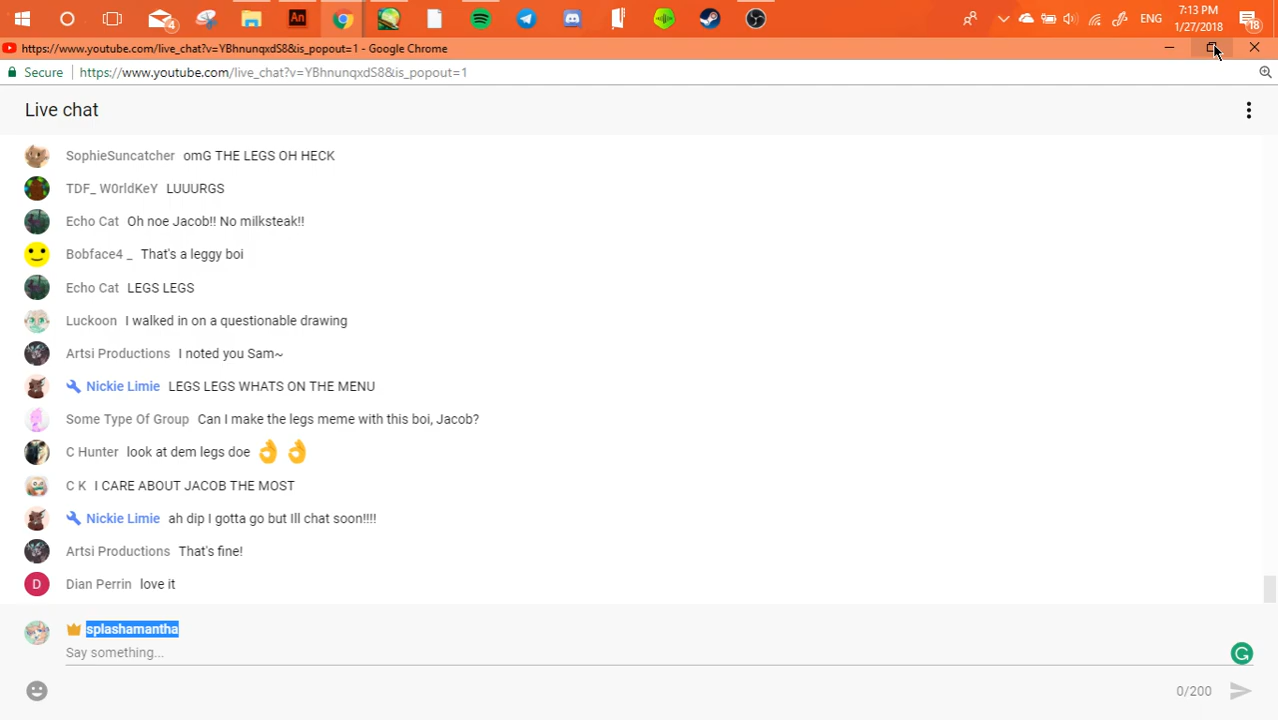 4
An
ENG
7:13 PM
1/27/2018
18
https://www.youtube.com/live_chat?v=YBhnunqxdS8&is_popout=1 - Google Chrome
Secure https://www.youtube.com/live_chat?v=YBhnunqxdS8&is_popout=1
Live chat
SophieSuncatcher omG THE LEGS OH HECK
TDF_ W0rldKeY LUUURGS
Echo Cat Oh noe Jacob!! No milksteak!!
Bobface4 _ That's a leggy boi
Echo Cat LEGS LEGS
Luckoon I walked in on a questionable drawing
Artsi Productions I noted you Sam~
Nickie Limie LEGS LEGS WHATS ON THE MENU
Some Type Of Group Can I make the legs meme with this boi, Jacob?
C Hunter look at dem legs doe 👌 👌
C K I CARE ABOUT JACOB THE MOST
Nickie Limie ah dip I gotta go but Ill chat soon!!!!
Artsi Productions That's fine!
D Dian Perrin love it
splashamantha
Say something...
0/200